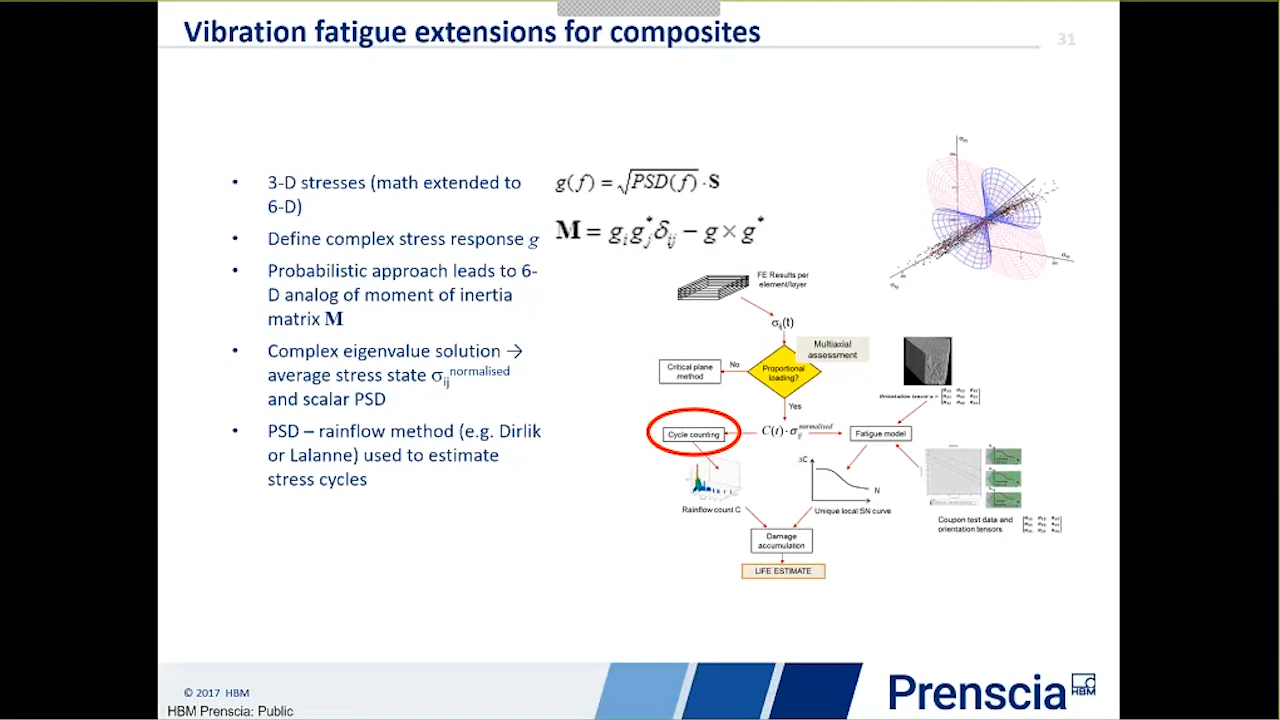 Vibration fatigue extensions for composites
31
• 3-D stresses (math extended to
6-D)
• Define complex stress response g
• Probabilistic approach leads to 6-
D analog of moment of inertia
matrix M
• Complex eigenvalue solution →
average stress state σij normalised
and scalar PSD
• PSD – rainflow method (e.g. Dirlik
or Lalanne) used to estimate
stress cycles
g(f) = √PSD(f) · S
M = gᵢgⱼ*δᵢⱼ − g × g*
FE Results per
element/layer
σij(t)
Multiaxial
assessment
Proportional
loading?
No
Critical plane
method
Yes
Cycle counting
C(t) · σij normalised
Fatigue model
Orientation tensor
Rainflow count C
ΔC
N
Unique local SN curve
Coupon test data and
orientation tensors
Damage
accumulation
LIFE ESTIMATE
© 2017 HBM
HBM Prenscia: Public
Prenscia
HBM